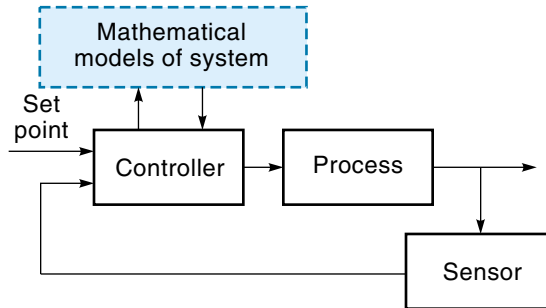 Mathematical
models of system
Set
point
Controller
Process
Sensor